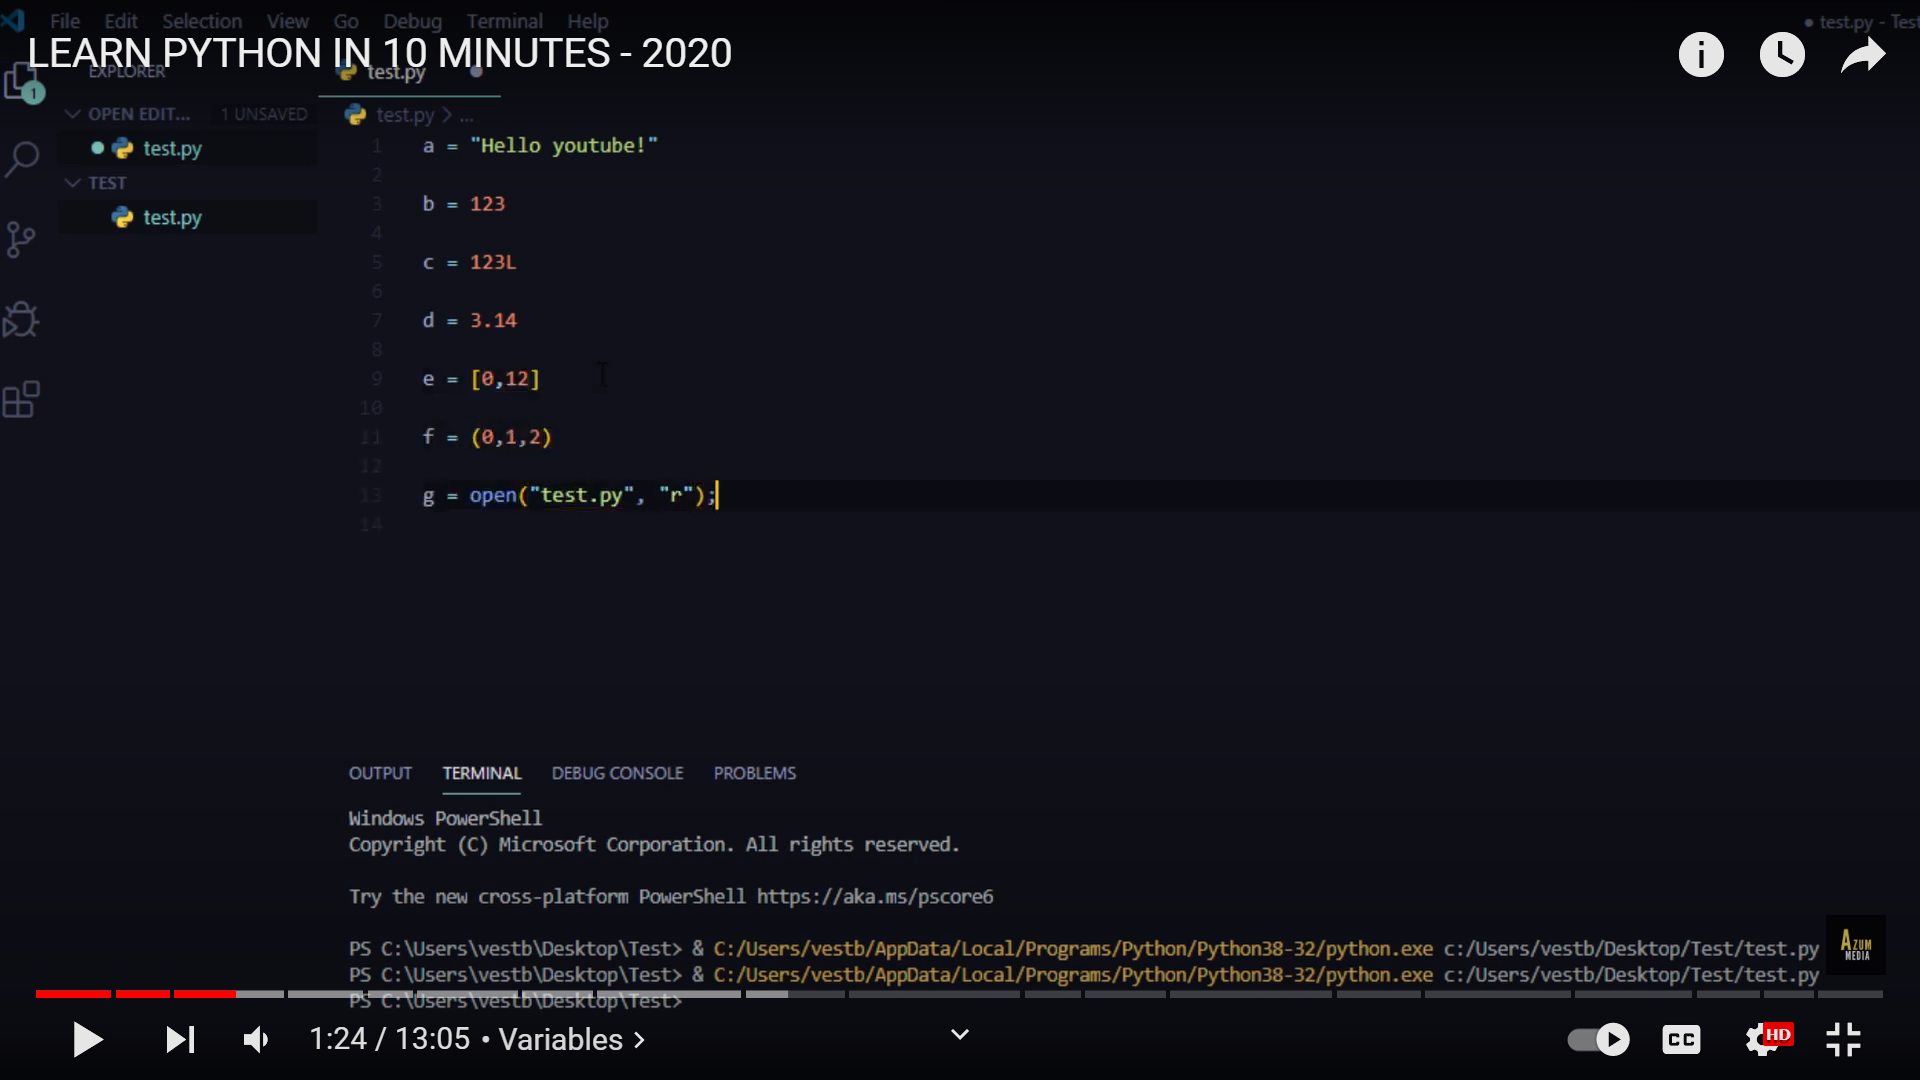 File Edit Selection View Go Debug Terminal Help
test.py - Test
LEARN PYTHON IN 10 MINUTES - 2020
EXPLORER
test.py
1
OPEN EDIT... 1 UNSAVED
test.py > ...
test.py
TEST
test.py
1 a = "Hello youtube!"
2
3 b = 123
4
5 c = 123L
6
7 d = 3.14
8
9 e = [0,12]
10
11 f = (0,1,2)
12
13 g = open("test.py", "r");
14
OUTPUT TERMINAL DEBUG CONSOLE PROBLEMS
Windows PowerShell
Copyright (C) Microsoft Corporation. All rights reserved.
Try the new cross-platform PowerShell https://aka.ms/pscore6
PS C:\Users\vestb\Desktop\Test> & C:/Users/vestb/AppData/Local/Programs/Python/Python38-32/python.exe c:/Users/vestb/Desktop/Test/test.py
PS C:\Users\vestb\Desktop\Test> & C:/Users/vestb/AppData/Local/Programs/Python/Python38-32/python.exe c:/Users/vestb/Desktop/Test/test.py
PS C:\Users\vestb\Desktop\Test>
AZUM
MEDIA
1:24 / 13:05 • Variables >
CC
HD